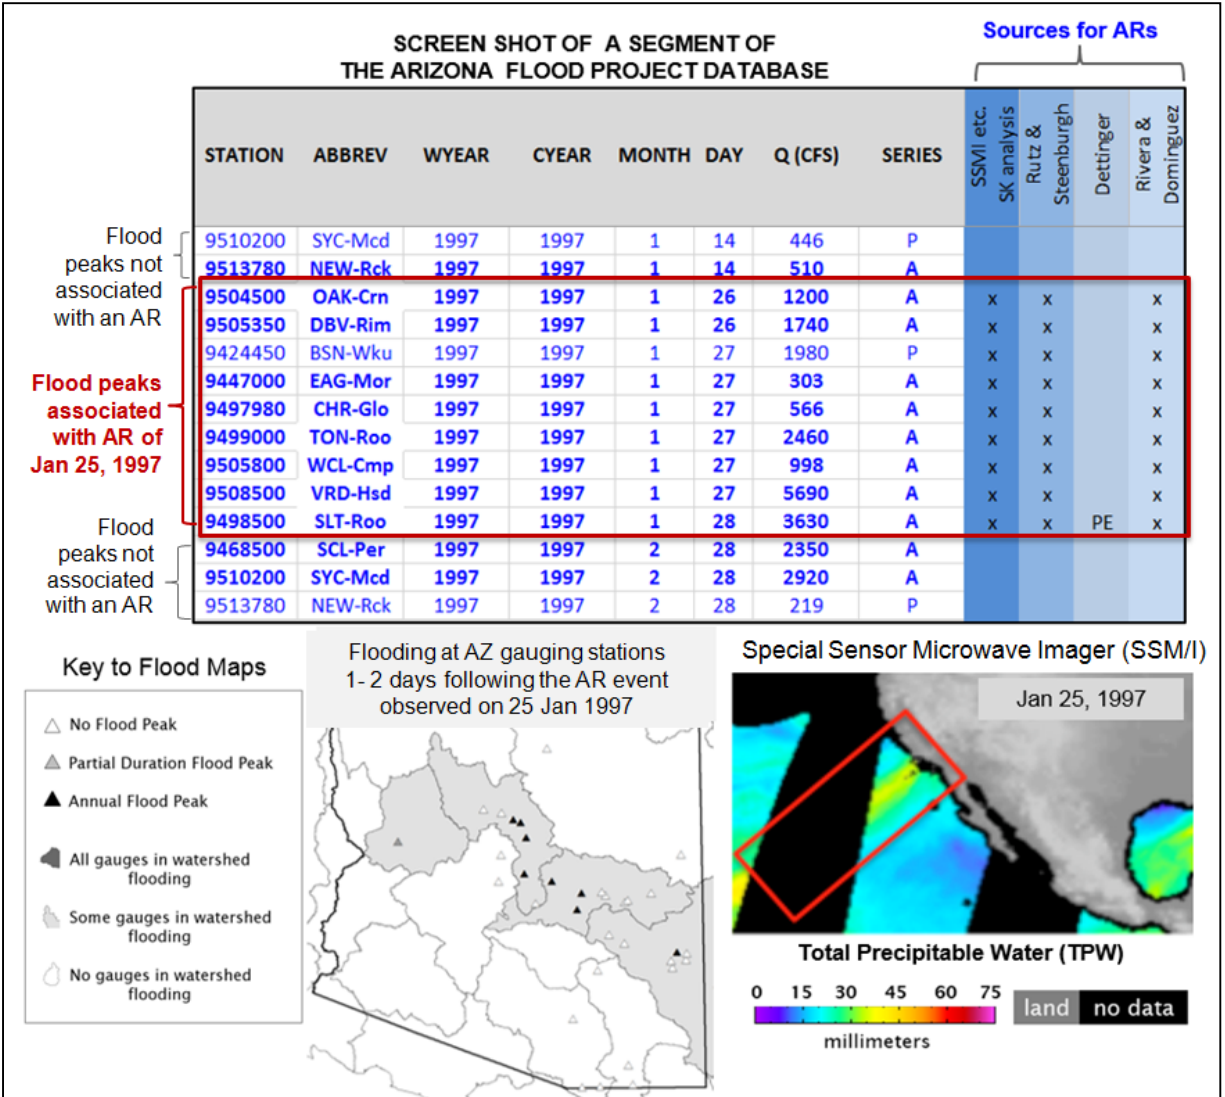 Sources for ARs
SCREEN SHOT OF A SEGMENT OF
THE ARIZONA FLOOD PROJECT DATABASE
STATION ABBREV WYEAR CYEAR MONTH DAY Q (CFS) SERIES
SSMI etc.
SK analysis
Rutz &
Steenburgh
Dettinger
Rivera &
Dominguez
Flood
peaks not
associated
with an AR
9510200 SYC-Mcd 1997 1997 1 14 446 P
9513780 NEW-Rck 1997 1997 1 14 510 A
Flood peaks
associated
with AR of
Jan 25, 1997
9504500 OAK-Crn 1997 1997 1 26 1200 A x x x
9505350 DBV-Rim 1997 1997 1 26 1740 A x x x
9424450 BSN-Wku 1997 1997 1 27 1980 P x x x
9447000 EAG-Mor 1997 1997 1 27 303 A x x x
9497980 CHR-Glo 1997 1997 1 27 566 A x x x
9499000 TON-Roo 1997 1997 1 27 2460 A x x x
9505800 WCL-Cmp 1997 1997 1 27 998 A x x x
9508500 VRD-Hsd 1997 1997 1 27 5690 A x x x
9498500 SLT-Roo 1997 1997 1 28 3630 A x x PE x
Flood
peaks not
associated
with an AR
9468500 SCL-Per 1997 1997 2 28 2350 A
9510200 SYC-Mcd 1997 1997 2 28 2920 A
9513780 NEW-Rck 1997 1997 2 28 219 P
Key to Flood Maps
No Flood Peak
Partial Duration Flood Peak
Annual Flood Peak
All gauges in watershed
flooding
Some gauges in watershed
flooding
No gauges in watershed
flooding
Flooding at AZ gauging stations
1- 2 days following the AR event
observed on 25 Jan 1997
Special Sensor Microwave Imager (SSM/I)
Jan 25, 1997
Total Precipitable Water (TPW)
0 15 30 45 60 75
millimeters
land no data